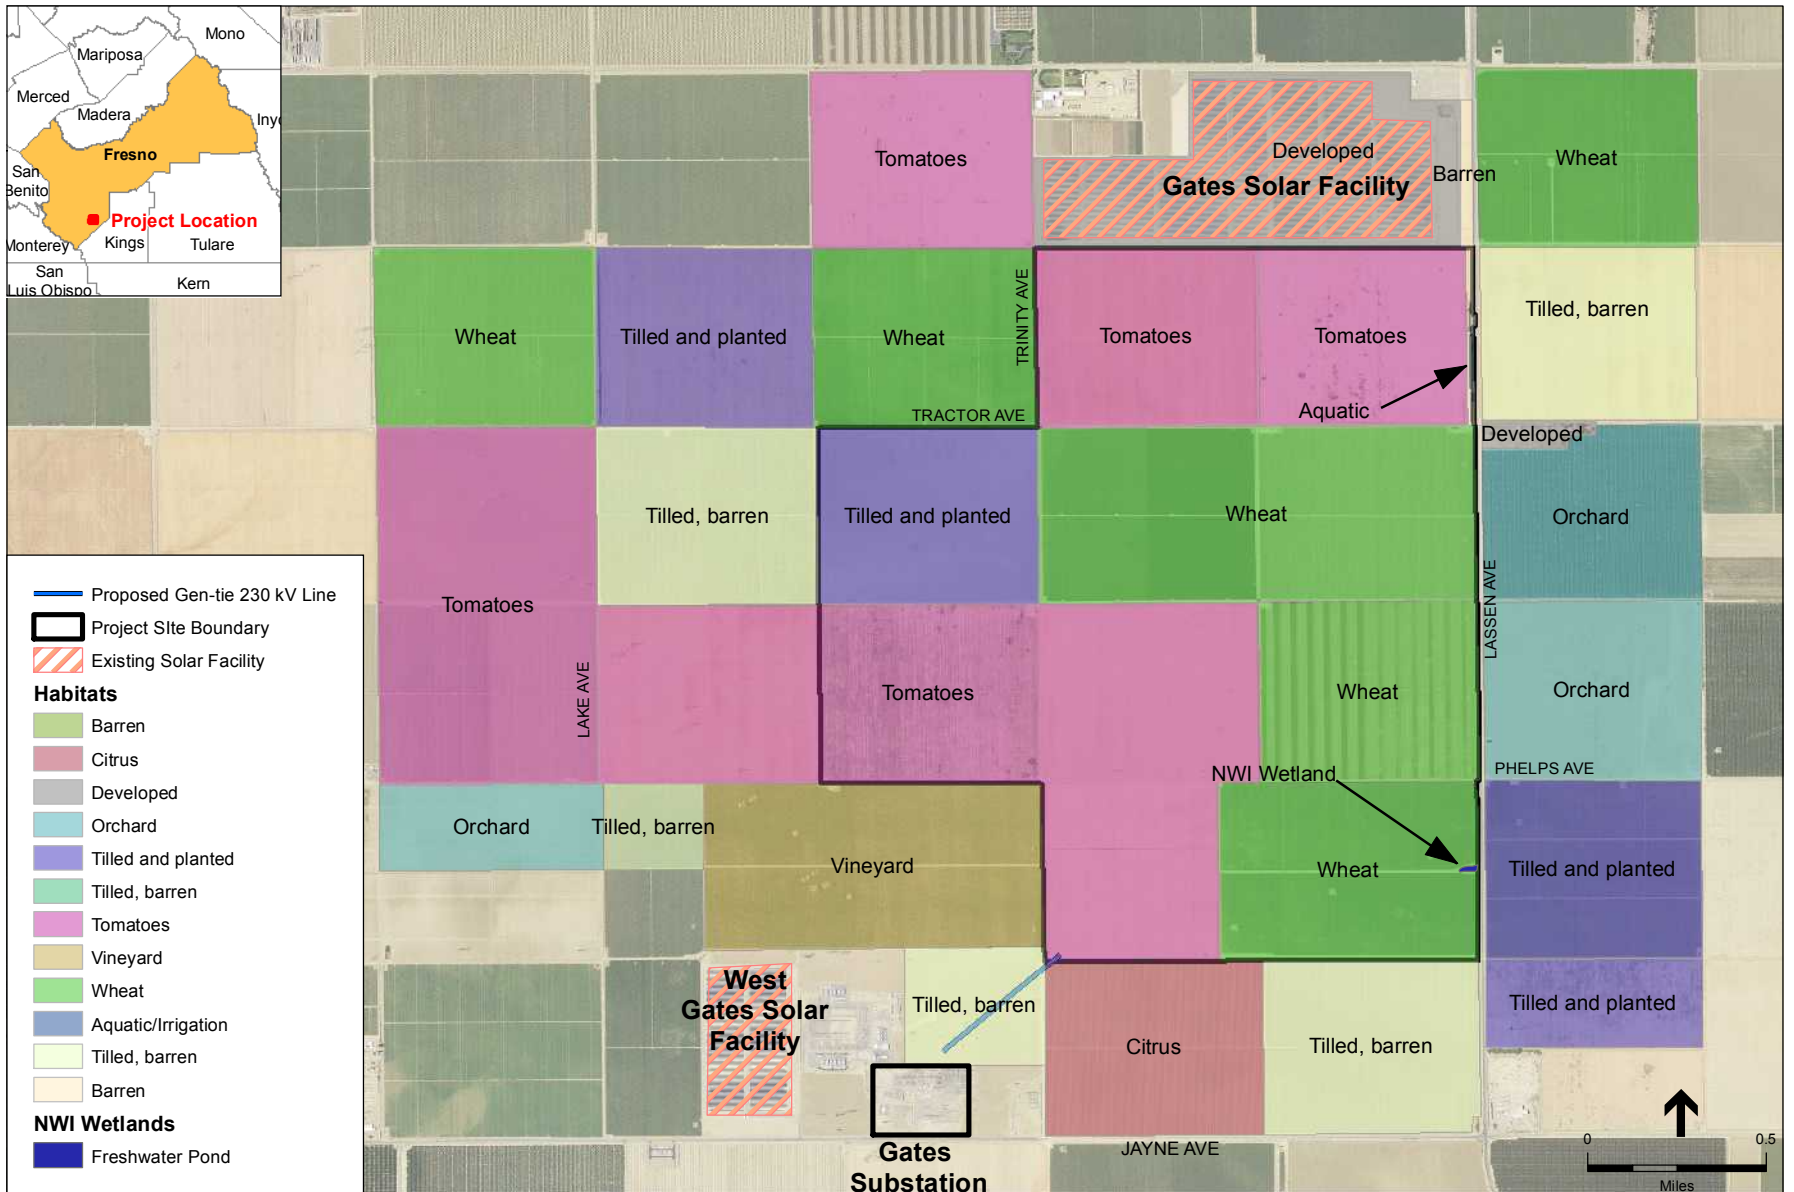 Mono
Mariposa
Merced
Madera
Inyo
Fresno
San
Benito
Project Location
Monterey
Kings
Tulare
San
Luis Obispo
Kern
Tomatoes
Developed
Gates Solar Facility
Barren
Wheat
Wheat
Tilled and planted
Wheat
TRINITY AVE
Tomatoes
Tomatoes
Tilled, barren
Aquatic
TRACTOR AVE
Developed
Tilled, barren
Tilled and planted
Wheat
Orchard
Tomatoes
LAKE AVE
Tomatoes
Wheat
LASSEN AVE
Orchard
NWI Wetland
PHELPS AVE
Orchard
Tilled, barren
Vineyard
Wheat
Tilled and planted
West
Gates Solar
Facility
Tilled, barren
Citrus
Tilled, barren
Tilled and planted
Gates
Substation
JAYNE AVE
0
0.5
Miles
Proposed Gen-tie 230 kV Line
Project SIte Boundary
Existing Solar Facility
Habitats
Barren
Citrus
Developed
Orchard
Tilled and planted
Tilled, barren
Tomatoes
Vineyard
Wheat
Aquatic/Irrigation
Tilled, barren
Barren
NWI Wetlands
Freshwater Pond